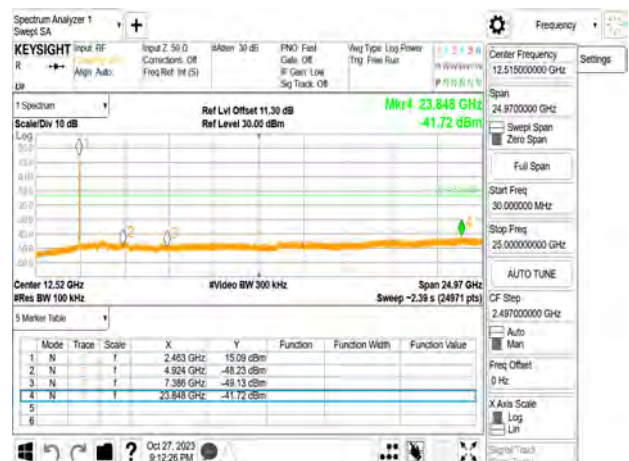 Spectrum Analyzer 1
Swept SA
Frequency
KEYSIGHT
Input: RF
Input Z: 50 Ω
#Atten: 30 dB
PNO: Fast
Avg Type: Log-Power
R
Corrections: Off
Gate: Off
Trig: Free Run
Align: Auto
Freq Ref: Int (S)
IF Gain: Low
Sig Track: Off
Center Frequency
12.515000000 GHz
Settings
1 Spectrum
Ref Lvl Offset 11.30 dB
Mkr4 23.848 GHz
Span
24.9700000 GHz
Scale/Div 10 dB
Ref Level 30.00 dBm
-41.72 dBm
Swept Span
Zero Span
Log
Full Span
Start Freq
30.000000 MHz
Stop Freq
25.000000000 GHz
AUTO TUNE
Center 12.52 GHz
#Video BW 300 kHz
Span 24.97 GHz
#Res BW 100 kHz
Sweep ~2.39 s (24971 pts)
CF Step
2.497000000 GHz
Auto
Man
5 Marker Table
Mode Trace Scale X Y Function Function Width Function Value
1 N f 2.463 GHz 15.09 dBm
2 N f 4.924 GHz -48.23 dBm
3 N f 7.386 GHz -49.13 dBm
4 N f 23.848 GHz -41.72 dBm
5
6
Freq Offset
0 Hz
X Axis Scale
Log
Lin
Signal Track
Oct 27, 2023
9:12:26 PM